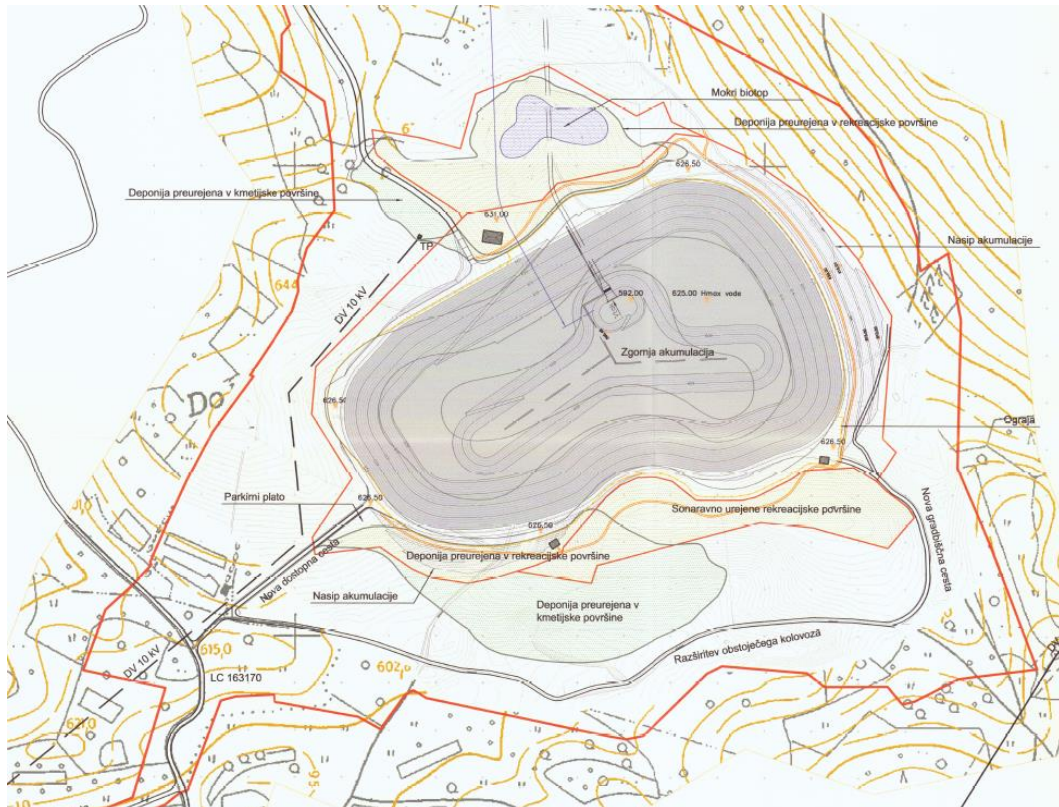 Mokri biotop
Deponija preurejena v rekreacijske površine
626.50
Deponija preurejena v kmetijske površine
631.00
TP
Nasip akumulacije
644
DV 10 kV
592.00
625.00 Hmax vode
Zgornja akumulacija
Do
626.50
Ograja
626.50
Parkirni plato
626.50
Sonaravno urejene rekreacijske površine
626.50
Deponija preurejena v rekreacijske površine
Nova dostopna cesta
Nova gradbiščna cesta
Nasip akumulacije
Deponija preurejena v
kmetijske površine
615,0
Razširitev obstoječega kolovoza
DV 10 kV
602,0
LC 163170